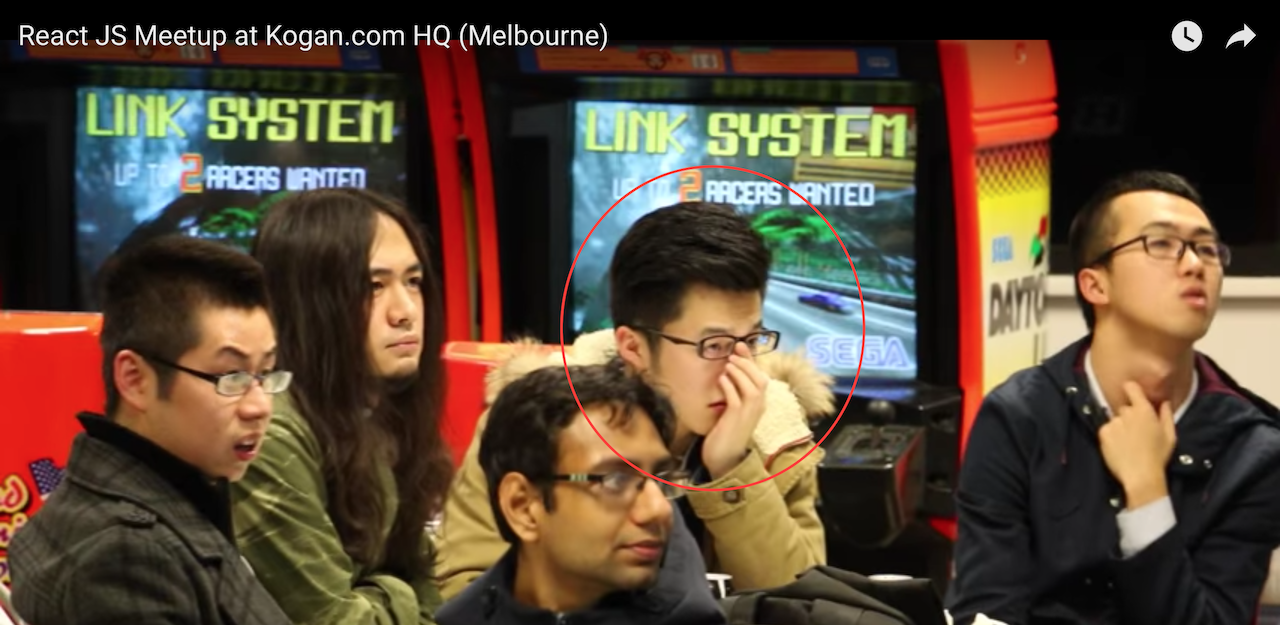 React JS Meetup at Kogan.com HQ (Melbourne)
LINK SYSTEM
UP TO 2 RACERS WANTED
LINK SYSTEM
UP TO 2 RACERS WANTED
SEGA
SEGA